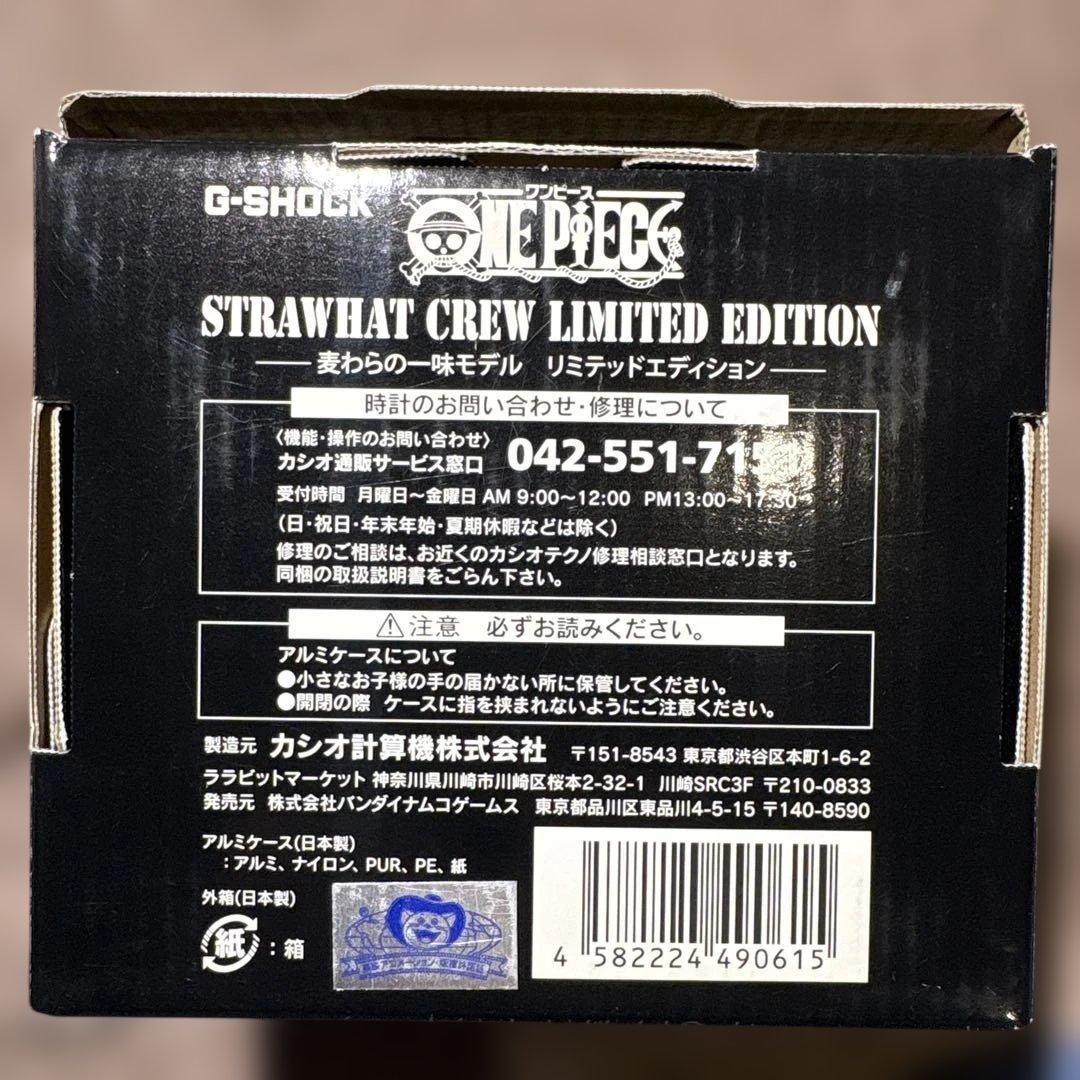 G-SHOCK
ワンピース
ONE PIECE
STRAWHAT CREW LIMITED EDITION
麦わらの一味モデル リミテッドエディション
時計のお問い合わせ・修理について
〈機能・操作のお問い合わせ〉
カシオ通販サービス窓口 042-551-715
受付時間 月曜日～金曜日 AM 9:00～12:00 PM13:00～17:30
(日・祝日・年末年始・夏期休暇などは除く)
修理のご相談は、お近くのカシオテクノ修理相談窓口となります。
同梱の取扱説明書をごらん下さい。
⚠注意 必ずお読みください。
アルミケースについて
●小さなお子様の手の届かない所に保管してください。
●開閉の際 ケースに指を挟まれないようにご注意ください。
製造元 カシオ計算機株式会社 〒151-8543 東京都渋谷区本町1-6-2
ララビットマーケット 神奈川県川崎市川崎区桜本2-32-1 川崎SRC3F 〒210-0833
発売元 株式会社バンダイナムコゲームス 東京都品川区東品川4-5-15 〒140-8590
アルミケース(日本製)
:アルミ、ナイロン、PUR、PE、紙
外箱(日本製)
紙:箱
4 582224 490615